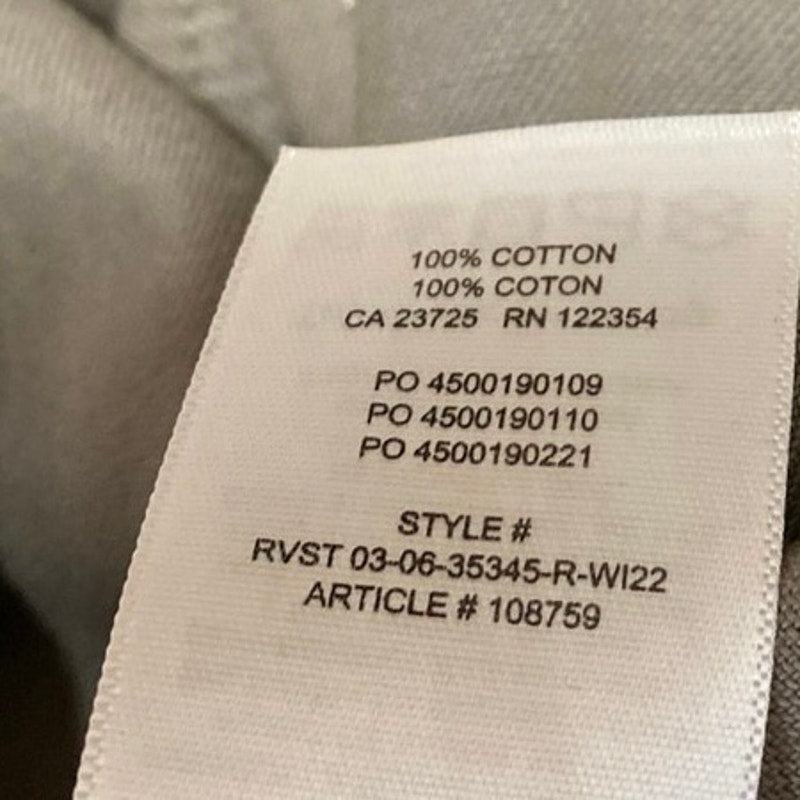 100% COTTON
100% COTON
CA 23725 RN 122354
PO 4500190109
PO 4500190110
PO 4500190221
STYLE #
RVST 03-06-35345-R-WI22
ARTICLE # 108759